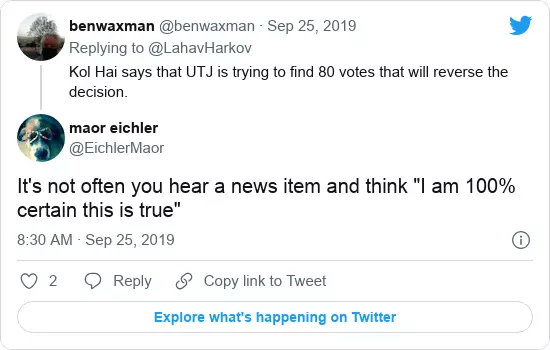 benwaxman @benwaxman · Sep 25, 2019
Replying to @LahavHarkov
Kol Hai says that UTJ is trying to find 80 votes that will reverse the
decision.
maor eichler
@EichlerMaor
It's not often you hear a news item and think "I am 100%
certain this is true"
8:30 AM · Sep 25, 2019
2 Reply Copy link to Tweet
Explore what's happening on Twitter